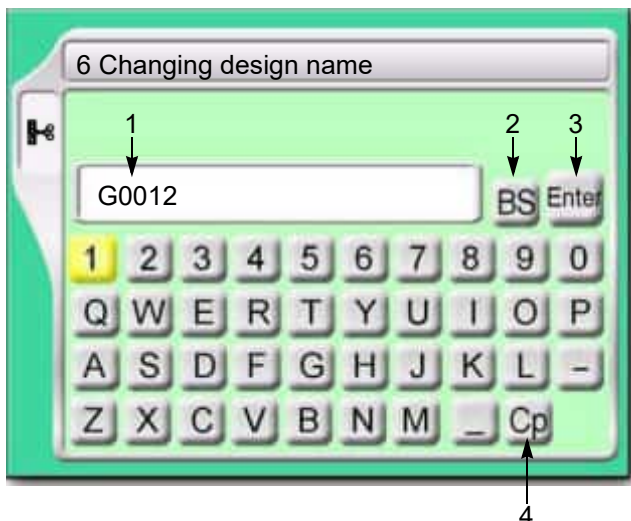 6 Changing design name
1 2 3
G0012 BS Enter
1 2 3 4 5 6 7 8 9 0
Q W E R T Y U I O P
A S D F G H J K L -
Z X C V B N M _ Cp
4